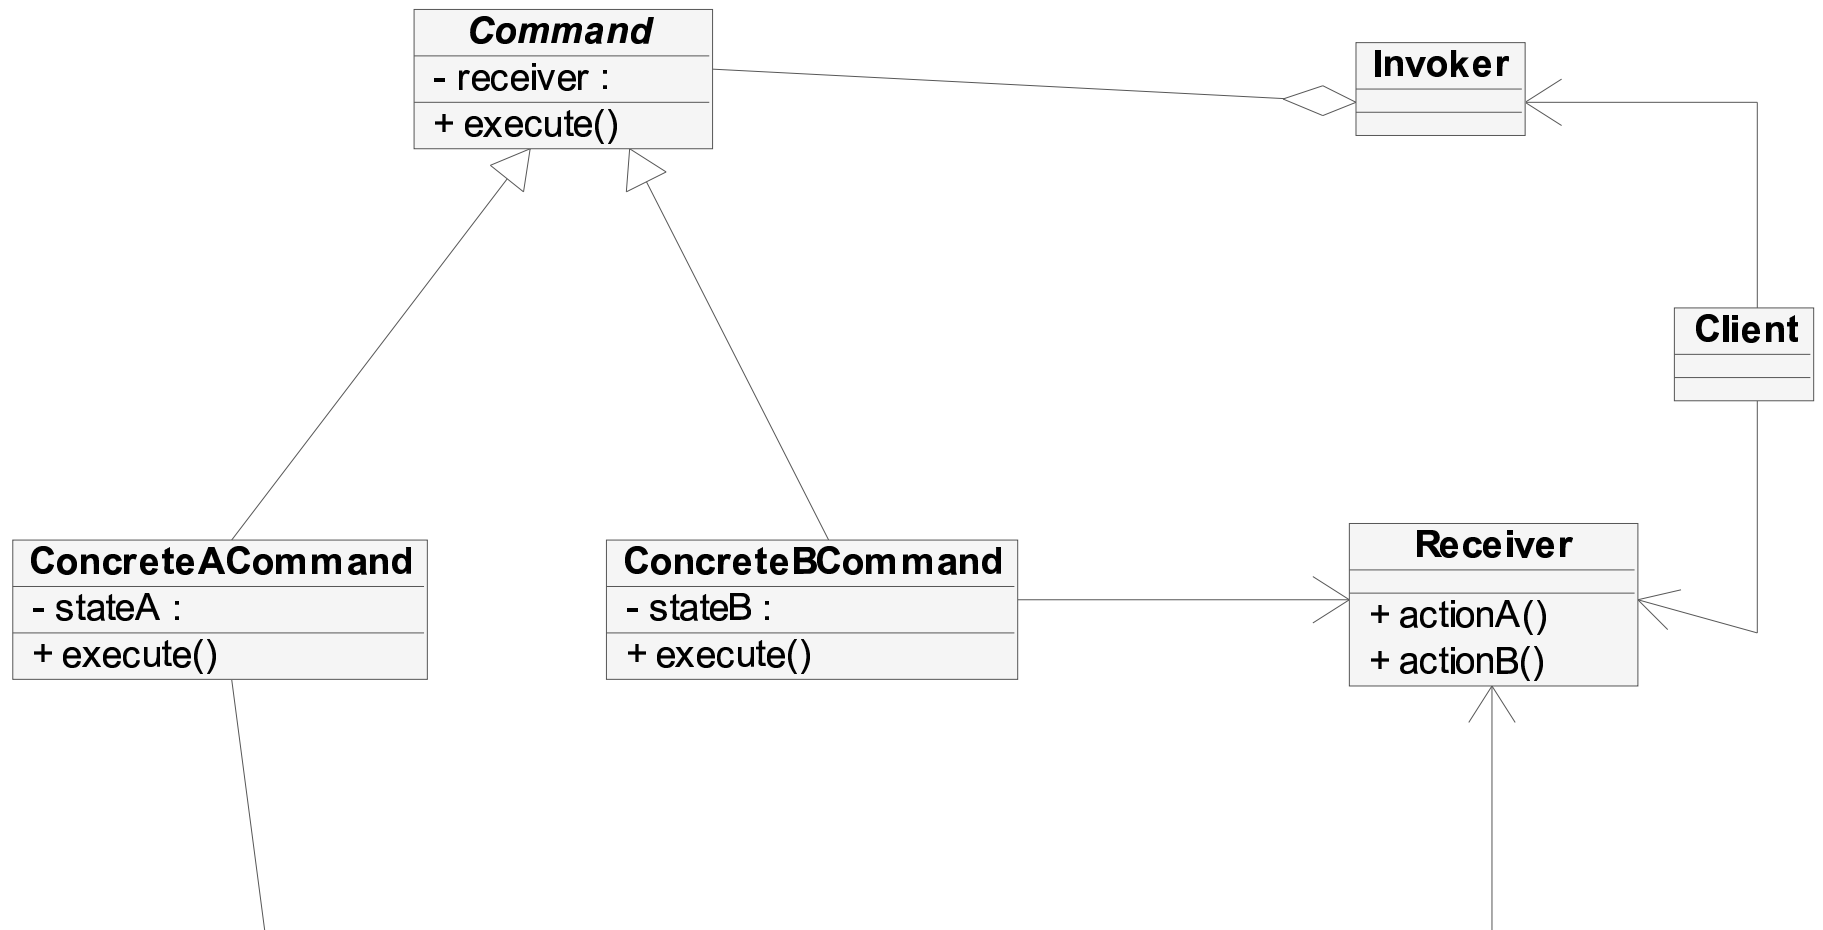 Command
- receiver :
+ execute()
Invoker
Client
ConcreteACommand
- stateA :
+ execute()
ConcreteBCommand
- stateB :
+ execute()
Receiver
+ actionA()
+ actionB()